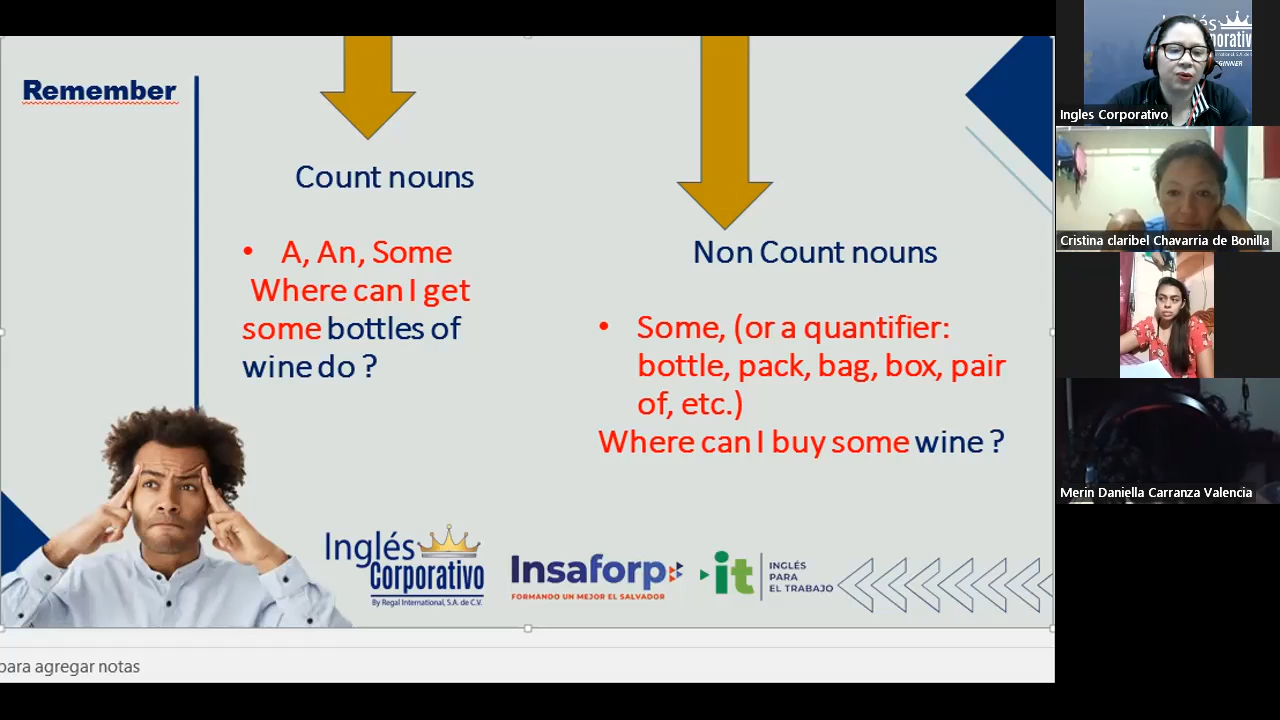 Remember
Count nouns
• A, An, Some
Where can I get
some bottles of
wine do ?
Non Count nouns
• Some, (or a quantifier:
bottle, pack, bag, box, pair
of, etc.)
Where can I buy some wine ?
Inglés
Corporativo
By Regal International, S.A. de C.V.
Insaforp
FORMANDO UN MEJOR EL SALVADOR
it
INGLÉS
PARA
EL TRABAJO
para agregar notas
Ingles Corporativo
Cristina claribel Chavarria de Bonilla
Merin Daniella Carranza Valencia